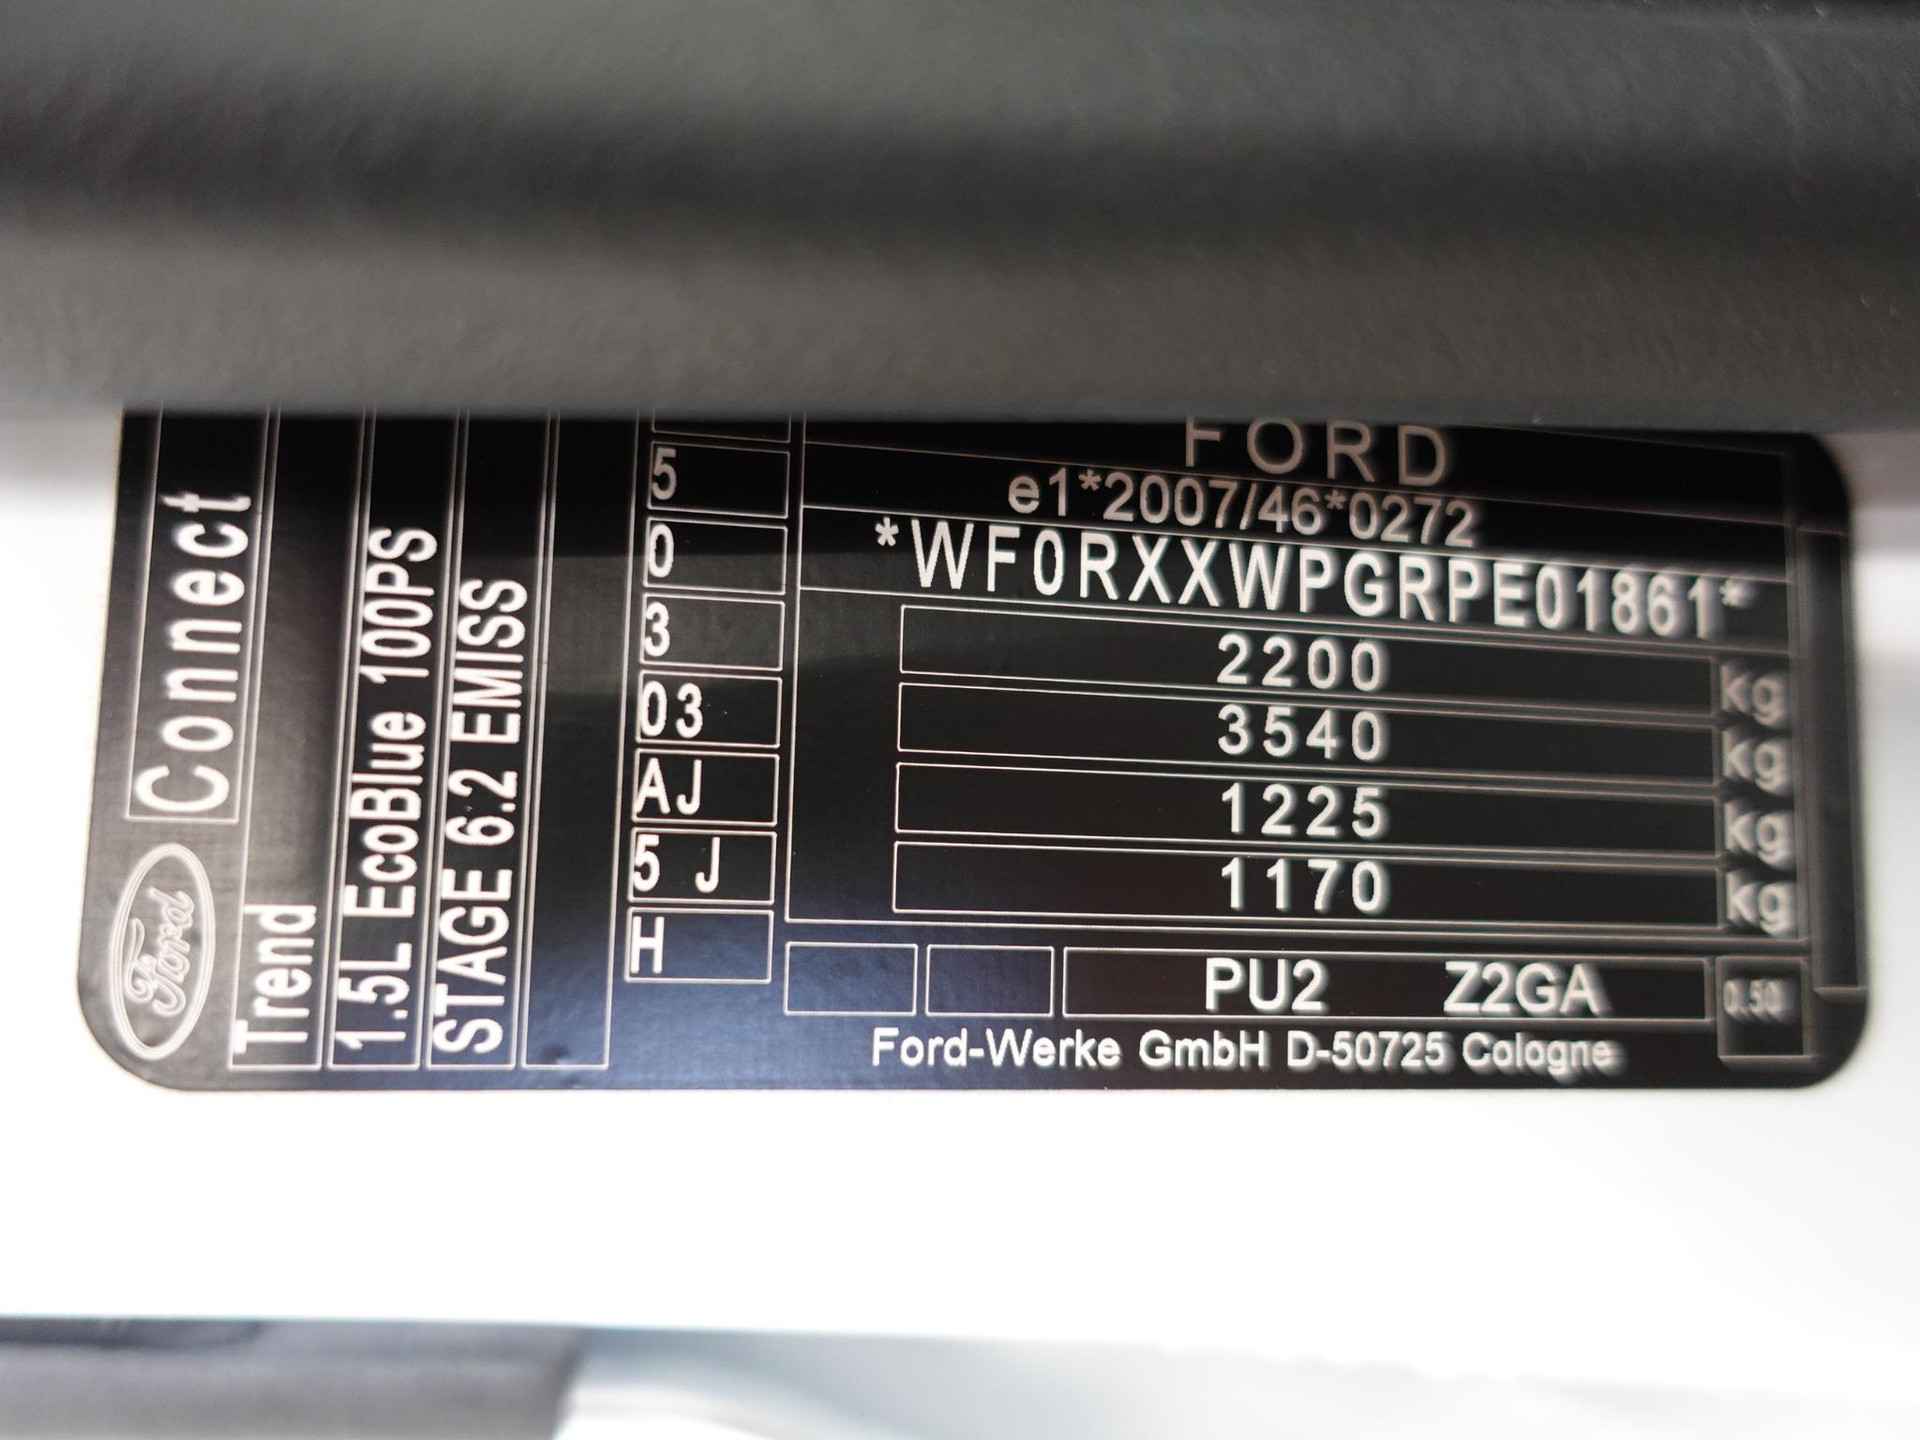 Ford
Connect
Trend
1.5L EcoBlue 100PS
STAGE 6.2 EMISS
5
0
3
03
AJ
5 J
H
FORD
e1*2007/46*0272
*WF0RXXWPGRPE01861*
2200 kg
3540 kg
1225 kg
1170 kg
PU2 Z2GA
0.50
Ford-Werke GmbH D-50725 Cologne